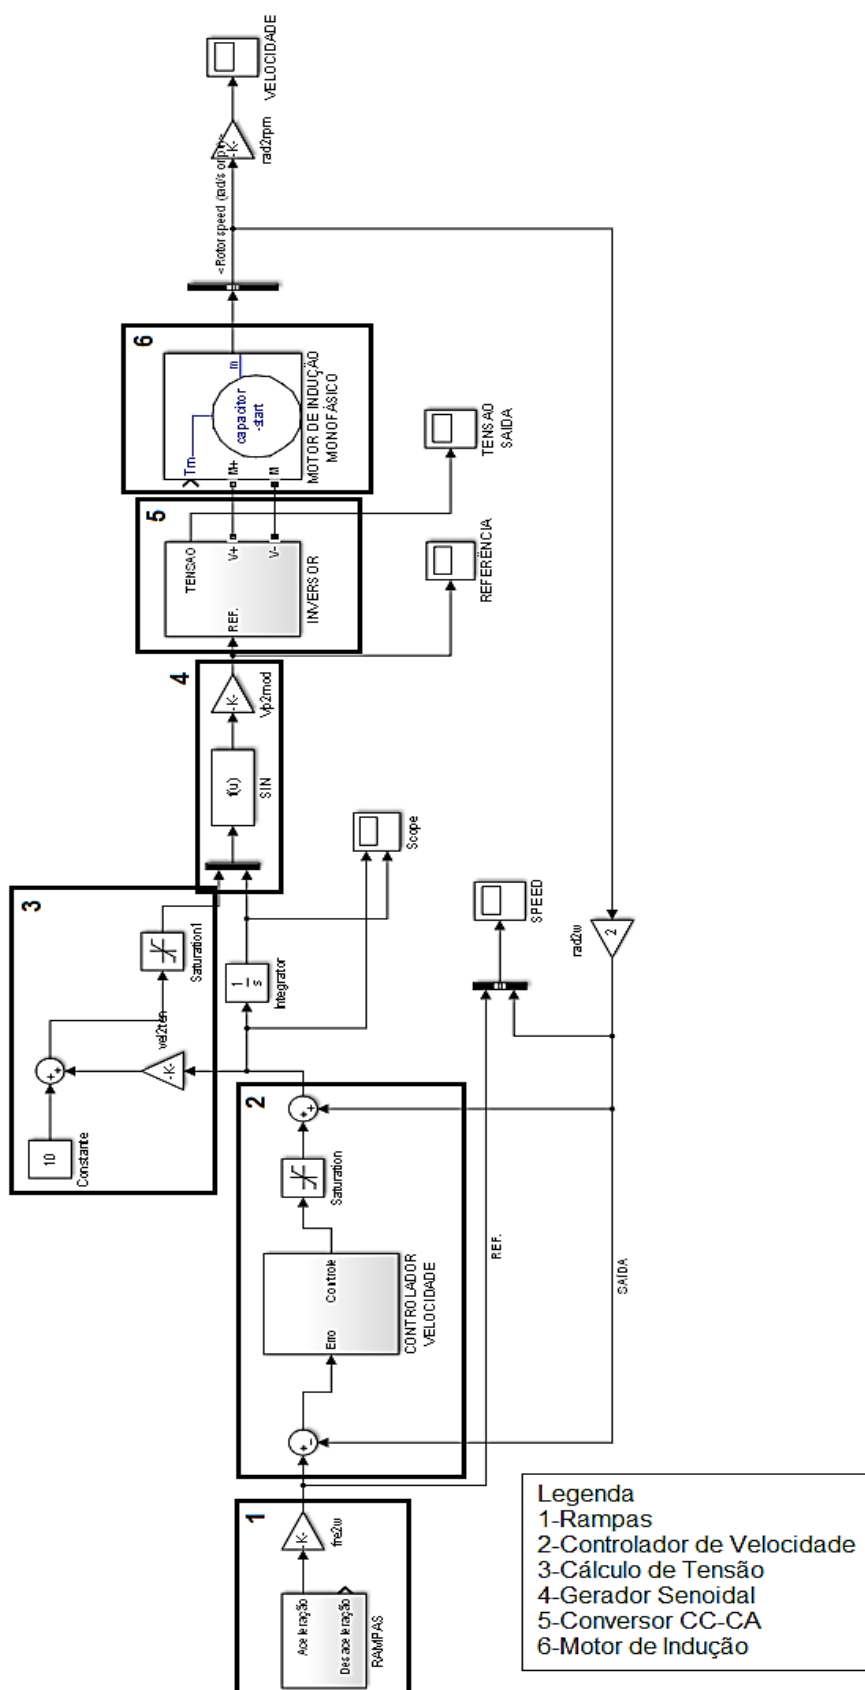 VELOCIDADE
-K-
rad2rpm
<Rotor speed (rad/s or pu)>
6
m
capacitor
-start
Tm
M+
M
MOTOR DE INDUÇÃO
MONOFÁSICO
TENSAO
SAIDA
5
TENSAO
V+
V-
REF.
INVERSOR
REFERÊNCIA
4
-K-
Vp2mod
f(u)
SIN
Scope
3
Saturation1
vel2ten
-K-
10
Constante
1
s
Integrator
SPEED
2
rad2w
2
Saturation
Controle
Erro
CONTROLADOR
VELOCIDADE
REF.
SAÍDA
1
-K-
fre2w
Aceleração
Desaceleração
RAMPAS
Legenda
1-Rampas
2-Controlador de Velocidade
3-Cálculo de Tensão
4-Gerador Senoidal
5-Conversor CC-CA
6-Motor de Indução